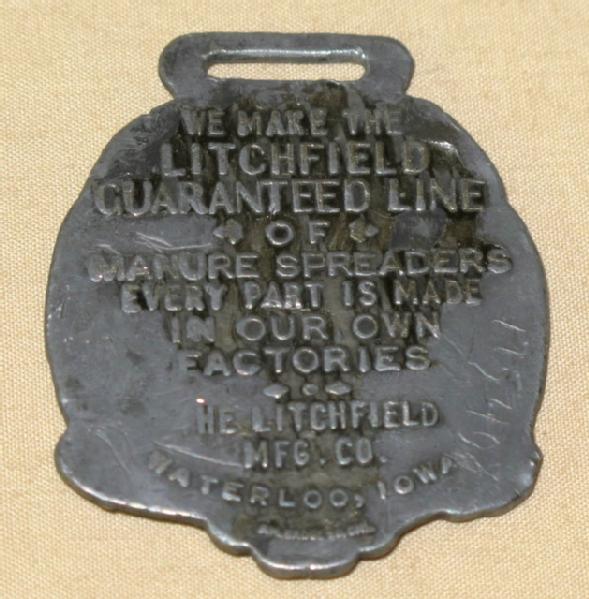 WE MAKE THE
LITCHFIELD
GUARANTEED LINE
OF
MANURE SPREADERS
EVERY PART IS MADE
IN OUR OWN
FACTORIES
THE LITCHFIELD
MFG. CO.
WATERLOO, IOWA